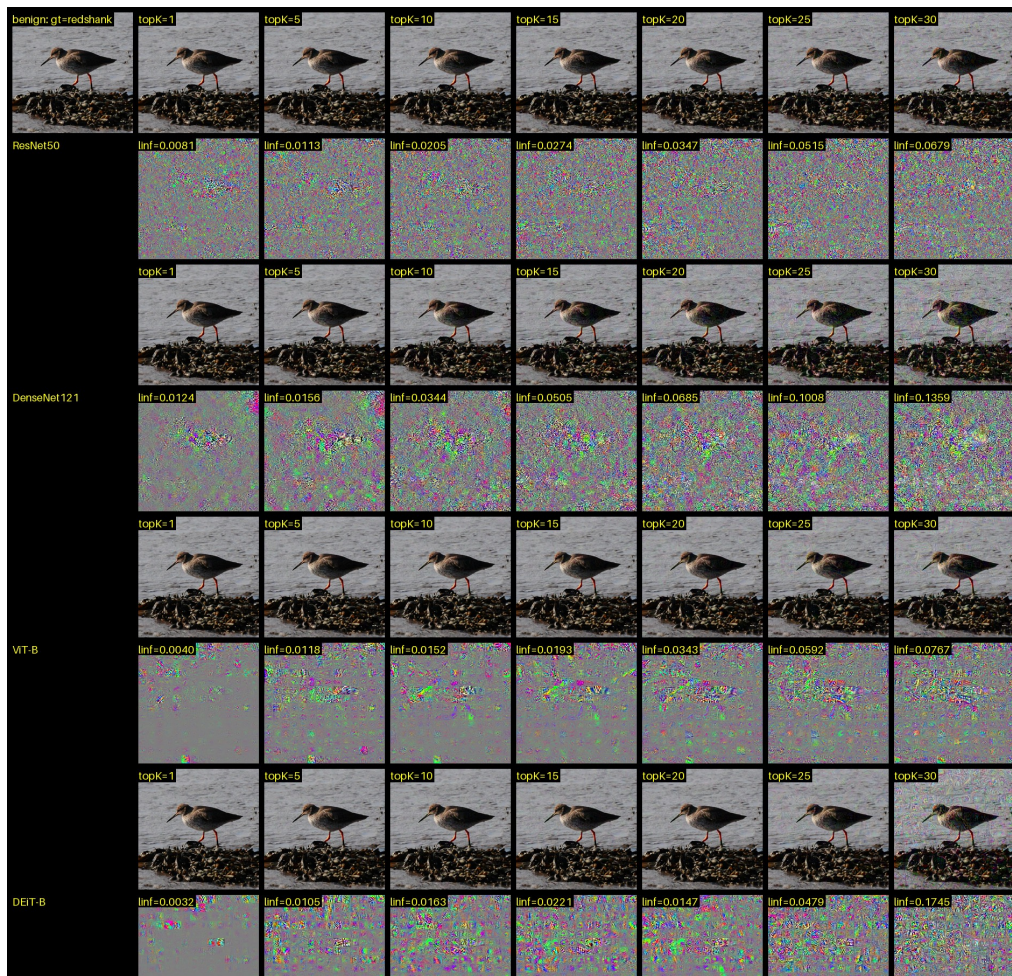 benign: gt=redshank topK=1 topK=5 topK=10 topK=15 topK=20 topK=25 topK=30
ResNet50 linf=0.0081 linf=0.0113 linf=0.0205 linf=0.0274 linf=0.0347 linf=0.0515 linf=0.0679
topK=1 topK=5 topK=10 topK=15 topK=20 topK=25 topK=30
DenseNet121 linf=0.0124 linf=0.0156 linf=0.0344 linf=0.0505 linf=0.0685 linf=0.1008 linf=0.1359
topK=1 topK=5 topK=10 topK=15 topK=20 topK=25 topK=30
ViT-B linf=0.0040 linf=0.0118 linf=0.0152 linf=0.0193 linf=0.0343 linf=0.0592 linf=0.0767
topK=1 topK=5 topK=10 topK=15 topK=20 topK=25 topK=30
DEiT-B linf=0.0032 linf=0.0105 linf=0.0163 linf=0.0221 linf=0.0147 linf=0.0479 linf=0.1745